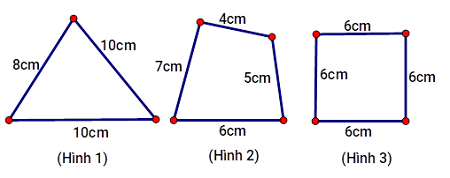 8cm
10cm
10cm
(Hình 1)
4cm
7cm
5cm
6cm
(Hình 2)
6cm
6cm
6cm
6cm
(Hình 3)